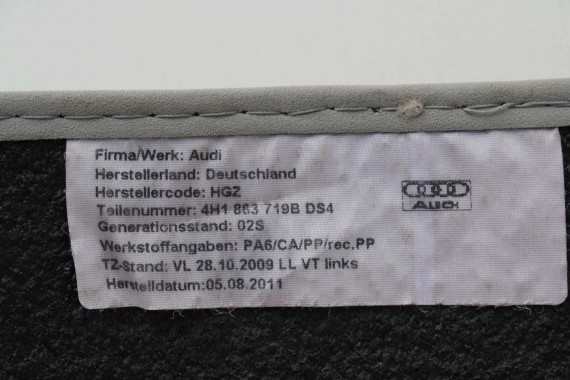 Firma/Werk: Audi
Herstellerland: Deutschland
Herstellercode: HGZ
Teilenummer: 4H1 863 719B DS4
Generationsstand: 02S
Werkstoffangaben: PA6/CA/PP/rec.PP
TZ-Stand: VL 28.10.2009 LL VT links
Herstelldatum:05.08.2011